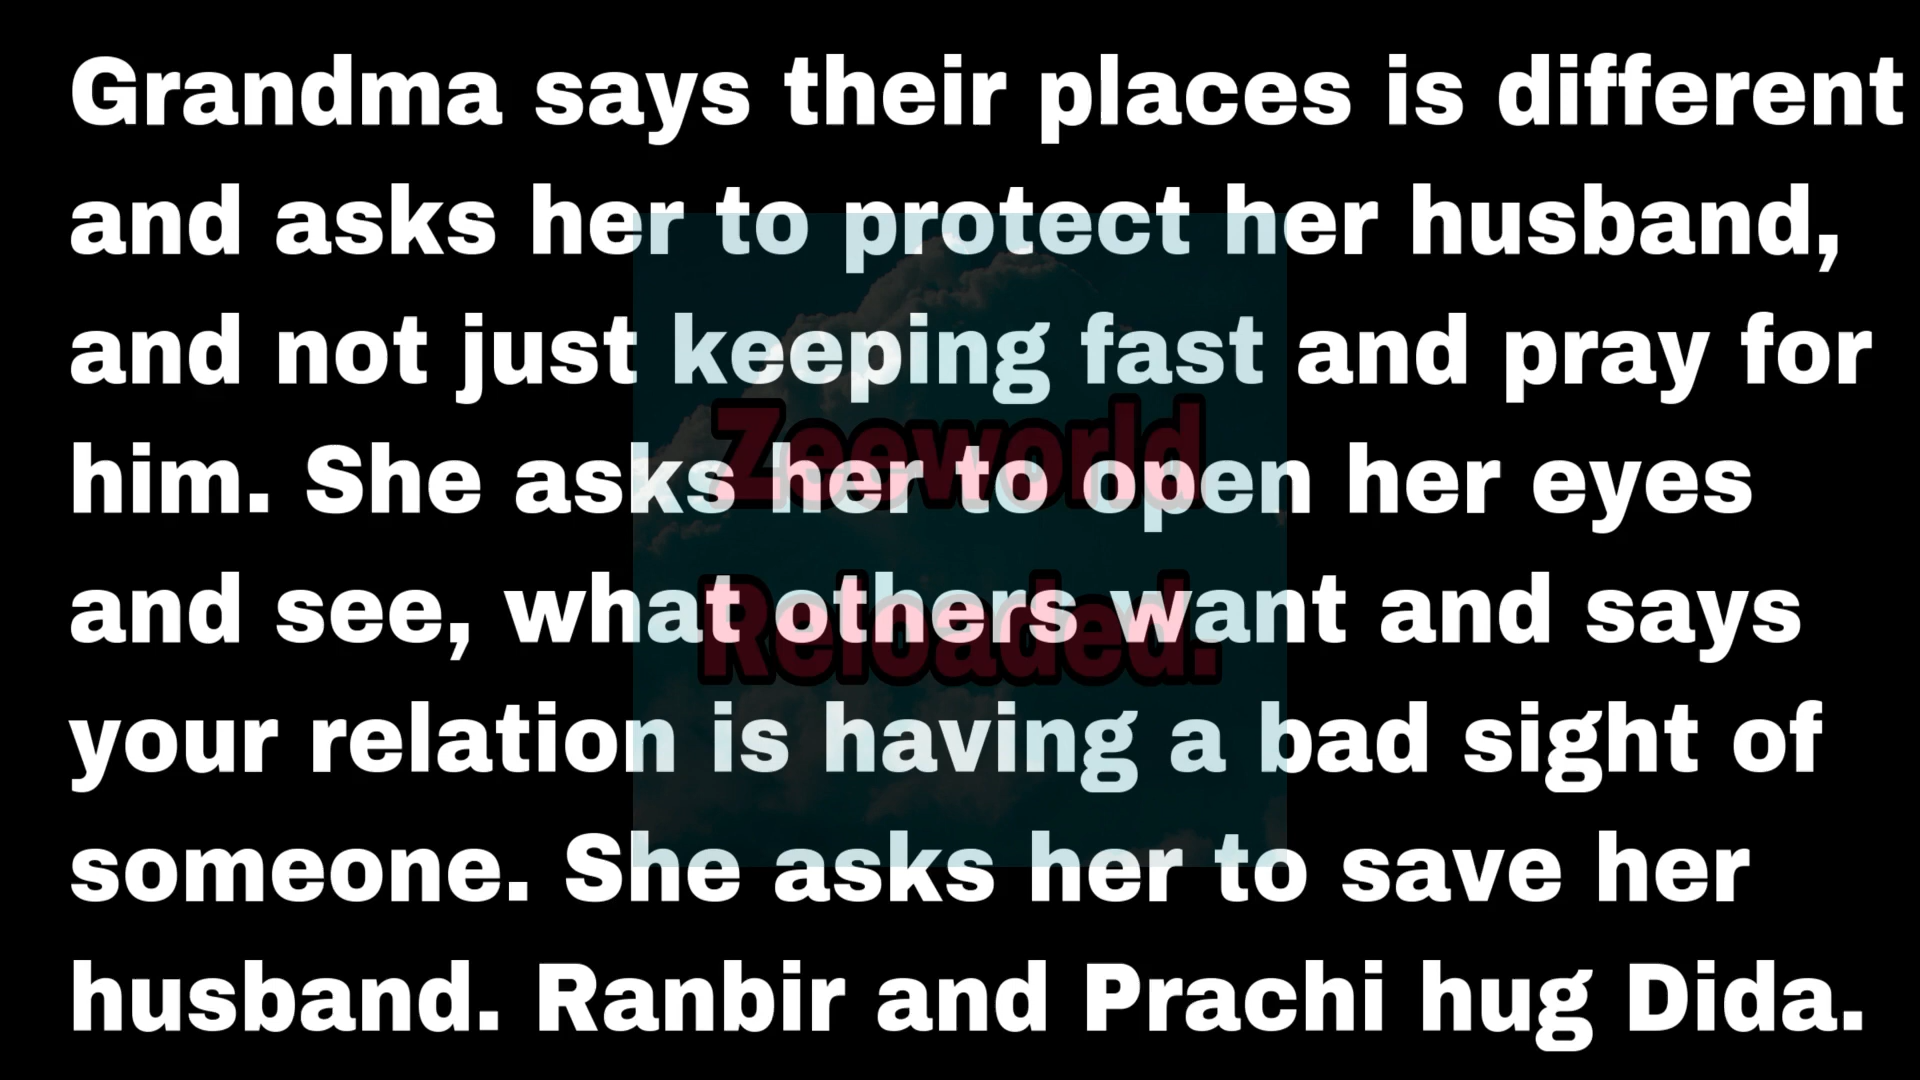 Grandma says their places is different
and asks her to protect her husband,
and not just keeping fast and pray for
him. She asks her to open her eyes
and see, what others want and says
your relation is having a bad sight of
someone. She asks her to save her
husband. Ranbir and Prachi hug Dida.
Zeeworld
Reloaded.